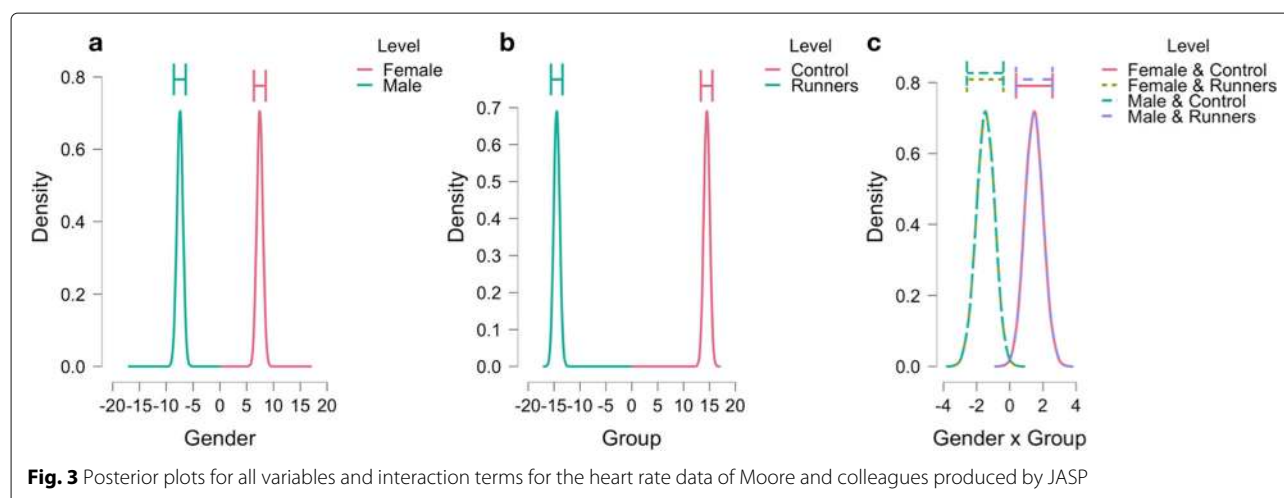 a
Level
Female
Male
0.8
0.6
0.4
0.2
0.0
Density
-20 -15 -10 -5 0 5 10 15 20
Gender
b
Level
Control
Runners
0.7
0.6
0.5
0.4
0.3
0.2
0.1
0.0
Density
-20 -15 -10 -5 0 5 10 15 20
Group
c
Level
Female & Control
Female & Runners
Male & Control
Male & Runners
0.8
0.6
0.4
0.2
0.0
Density
-4 -2 0 2 4
Gender x Group
Fig. 3 Posterior plots for all variables and interaction terms for the heart rate data of Moore and colleagues produced by JASP